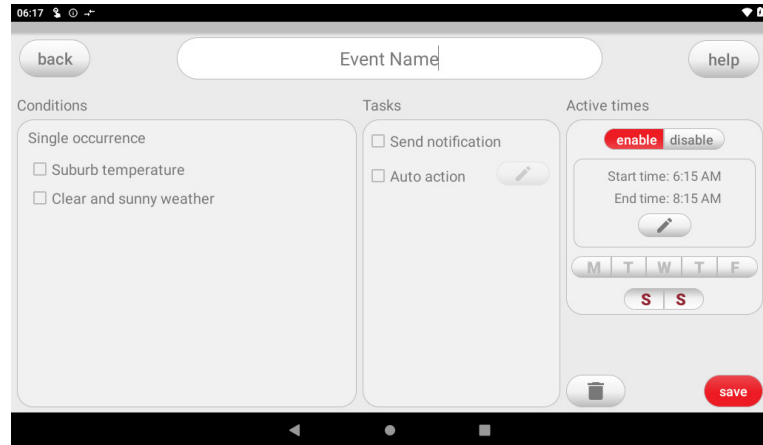 06:17
back
Event Name
help
Conditions
Tasks
Active times
Single occurrence
Suburb temperature
Clear and sunny weather
Send notification
Auto action
enable disable
Start time: 6:15 AM
End time: 8:15 AM
M T W T F
S S
save